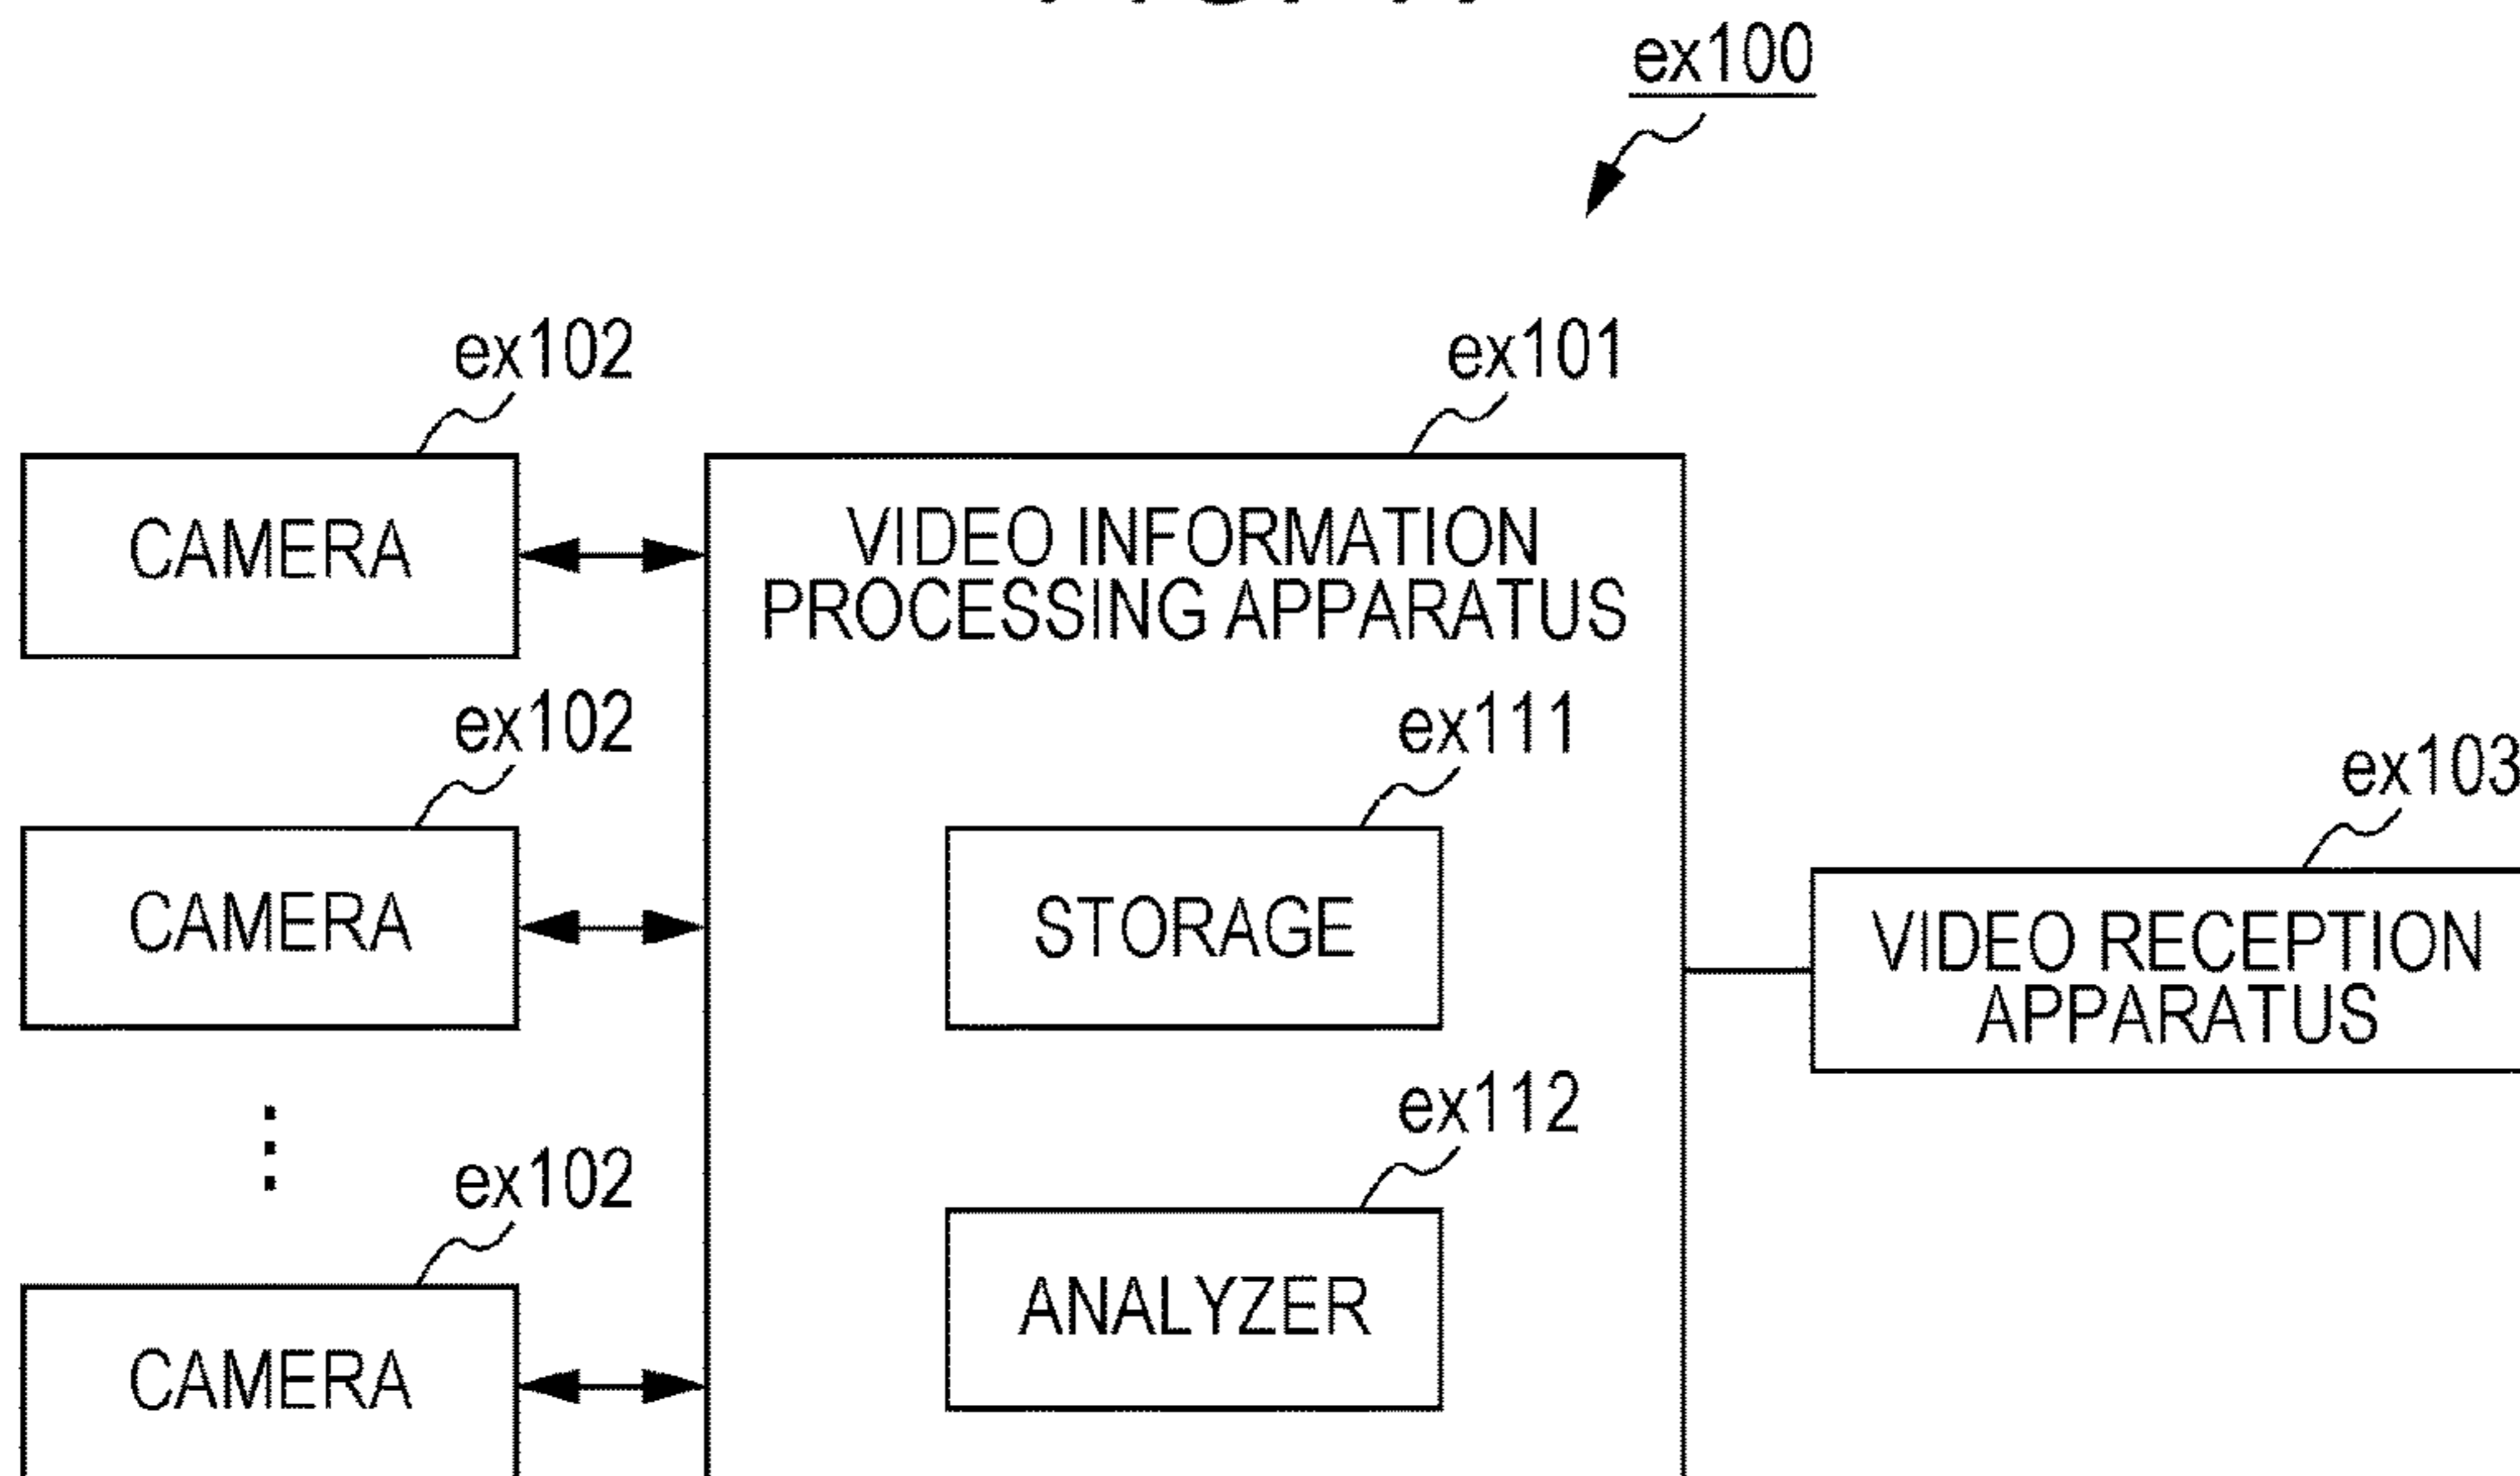 ex100
ex102
ex101
CAMERA
VIDEO INFORMATION
PROCESSING APPARATUS
ex102
ex111
ex103
CAMERA
STORAGE
VIDEO RECEPTION
APPARATUS
ex112
ex102
ANALYZER
CAMERA